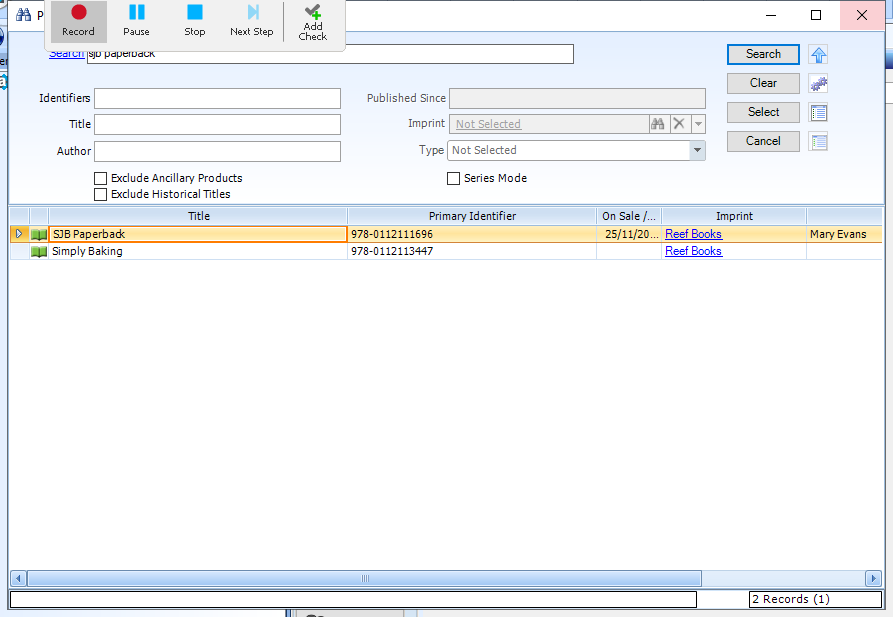 P
Record Pause Stop Next Step Add Check
Search sjb paperback Search
Clear
Identifiers Published Since
Select
Title Imprint Not Selected
Cancel
Author Type Not Selected
Exclude Ancillary Products Series Mode
Exclude Historical Titles
Title Primary Identifier On Sale /... Imprint
SJB Paperback 978-0112111696 25/11/20... Reef Books Mary Evans
Simply Baking 978-0112113447 Reef Books
2 Records (1)